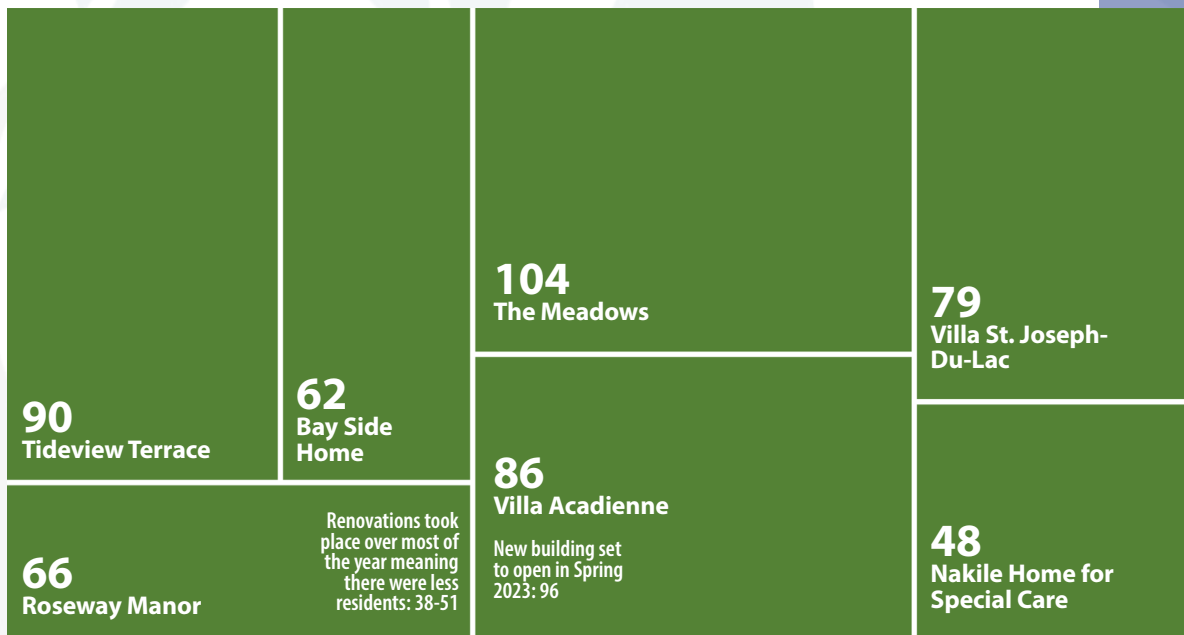 90
Tideview Terrace
62
Bay Side
Home
104
The Meadows
79
Villa St. Joseph-
Du-Lac
66
Roseway Manor
Renovations took
place over most of
the year meaning
there were less
residents: 38-51
86
Villa Acadienne
New building set
to open in Spring
2023: 96
48
Nakile Home for
Special Care